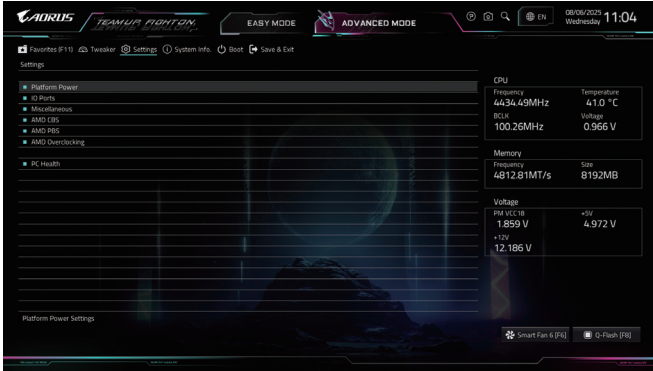 AORUS
TEAM UP. FIGHT ON.
EASY MODE
ADVANCED MODE
EN
08/06/2025
Wednesday
11:04
Favorites (F11) Tweaker Settings System Info. Boot Save & Exit
Settings
Platform Power
IO Ports
Miscellaneous
AMD CBS
AMD PBS
AMD Overclocking
PC Health
CPU
Frequency Temperature
4434.49MHz 41.0 °C
BCLK Voltage
100.26MHz 0.966 V
Memory
Frequency Size
4812.81MT/s 8192MB
Voltage
PM VCC18 +5V
1.859 V 4.972 V
+12V
12.186 V
Platform Power Settings
Smart Fan 6 [F6] Q-Flash [F8]